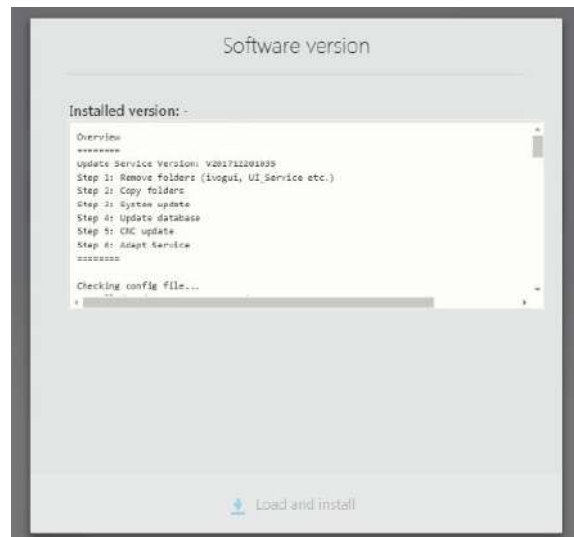 Software version
Installed version: -
Overview
========
Update Service Version: V201712201035
Step 1: Remove folders (ivogui, UI_Service etc.)
Step 2: Copy folders
Step 3: System update
Step 4: Update database
Step 5: CNC update
Step 6: Adapt Service
========
Checking config file...
Load and install